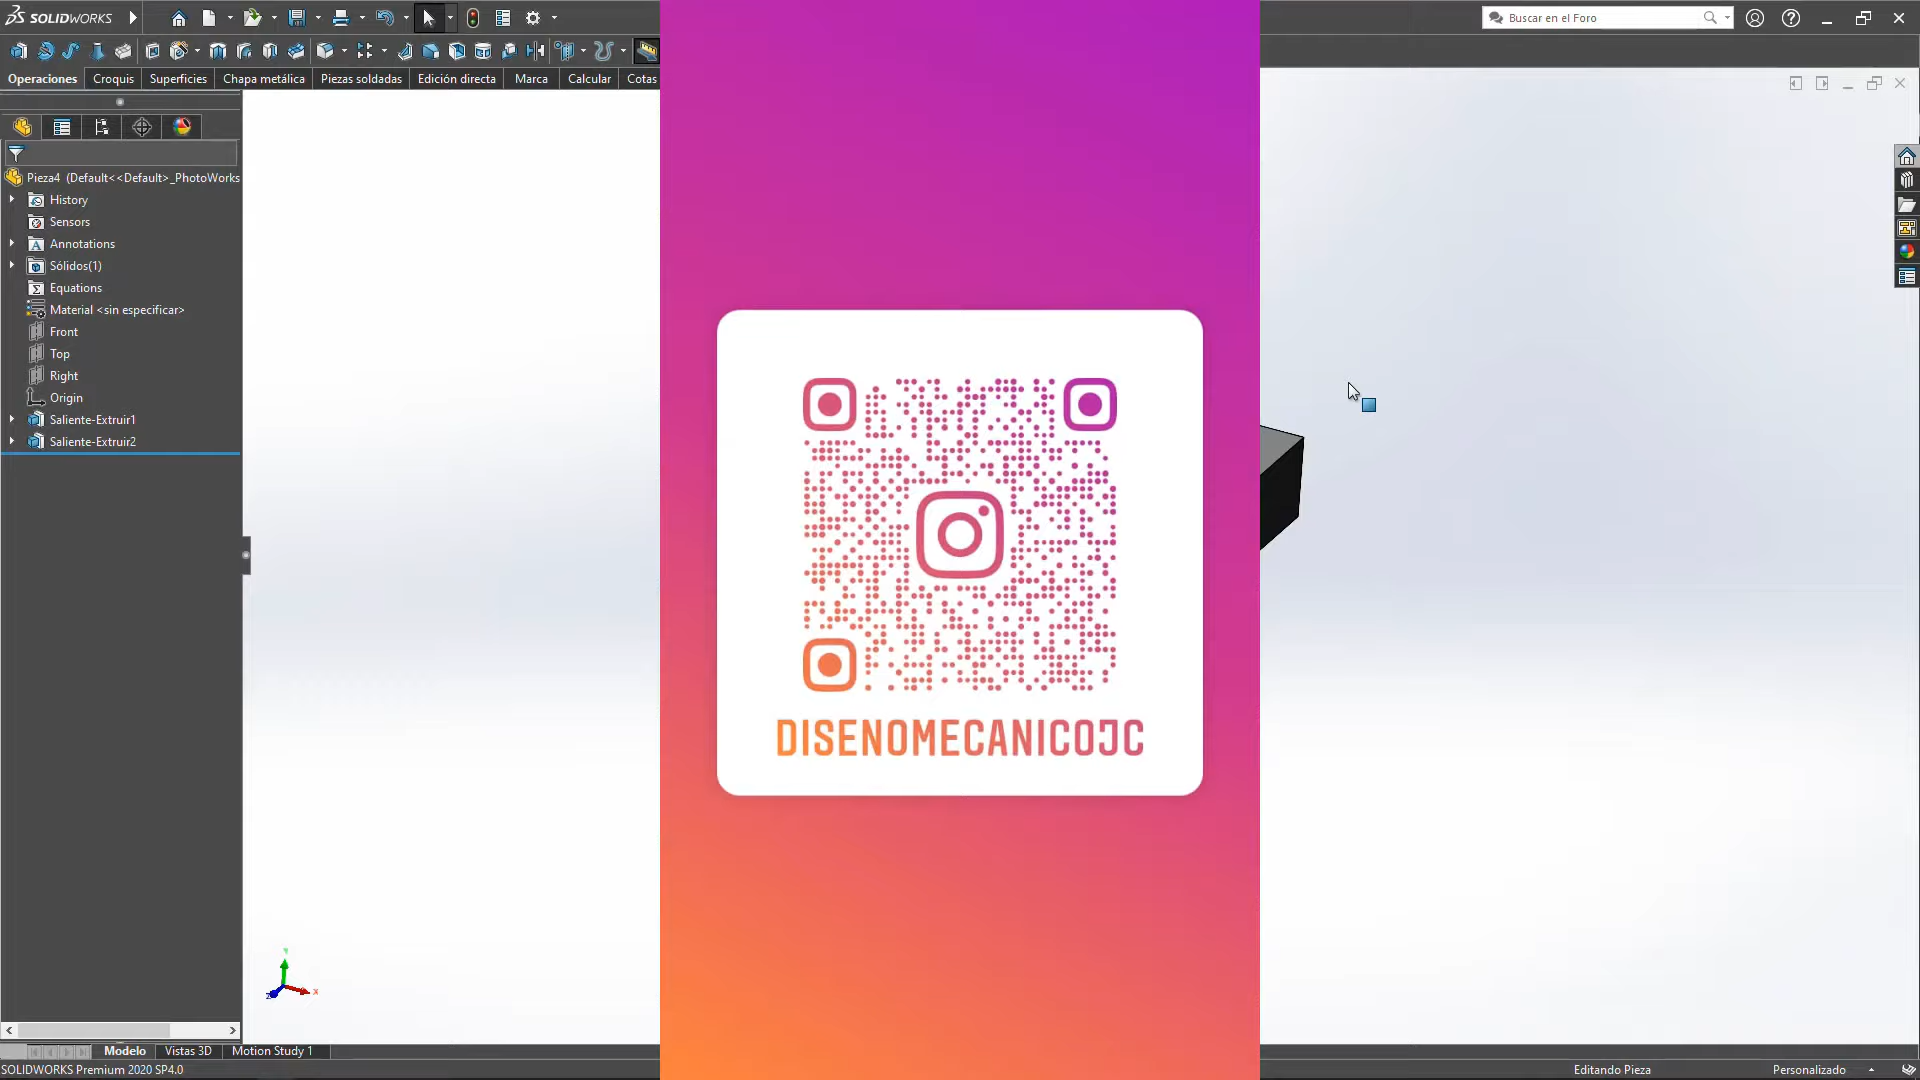 SOLIDWORKS
Buscar en el Foro
Operaciones Croquis Superficies Chapa metálica Piezas soldadas Edición directa Marca Calcular Cotas
Pieza4 (Default<<Default>_PhotoWorks
History
Sensors
Annotations
Sólidos(1)
Equations
Material <sin especificar>
Front
Top
Right
Origin
Saliente-Extruir1
Saliente-Extruir2
DISENOMECANICOJC
Y
X
Z
Modelo Vistas 3D Motion Study 1
SOLIDWORKS Premium 2020 SP4.0
Editando Pieza
Personalizado